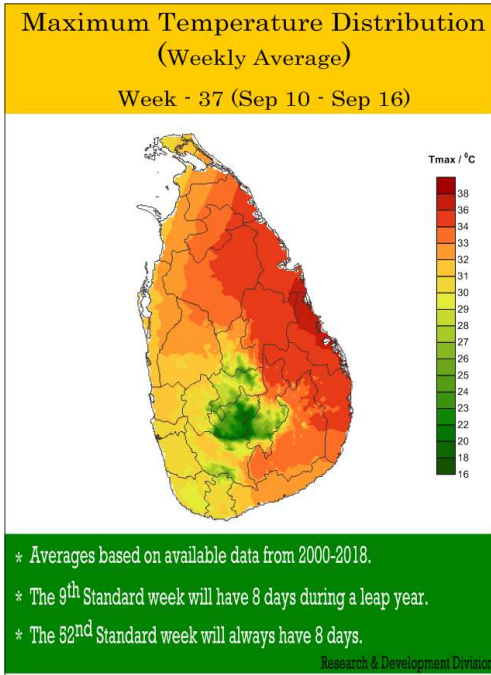 Maximum Temperature Distribution
(Weekly Average)
Week - 37 (Sep 10 - Sep 16)
Tmax / ⁰C
38
36
34
33
32
31
30
29
28
27
26
25
24
23
22
20
18
16
* Averages based on available data from 2000-2018.
* The 9th Standard week will have 8 days during a leap year.
* The 52nd Standard week will always have 8 days.
Research & Development Division